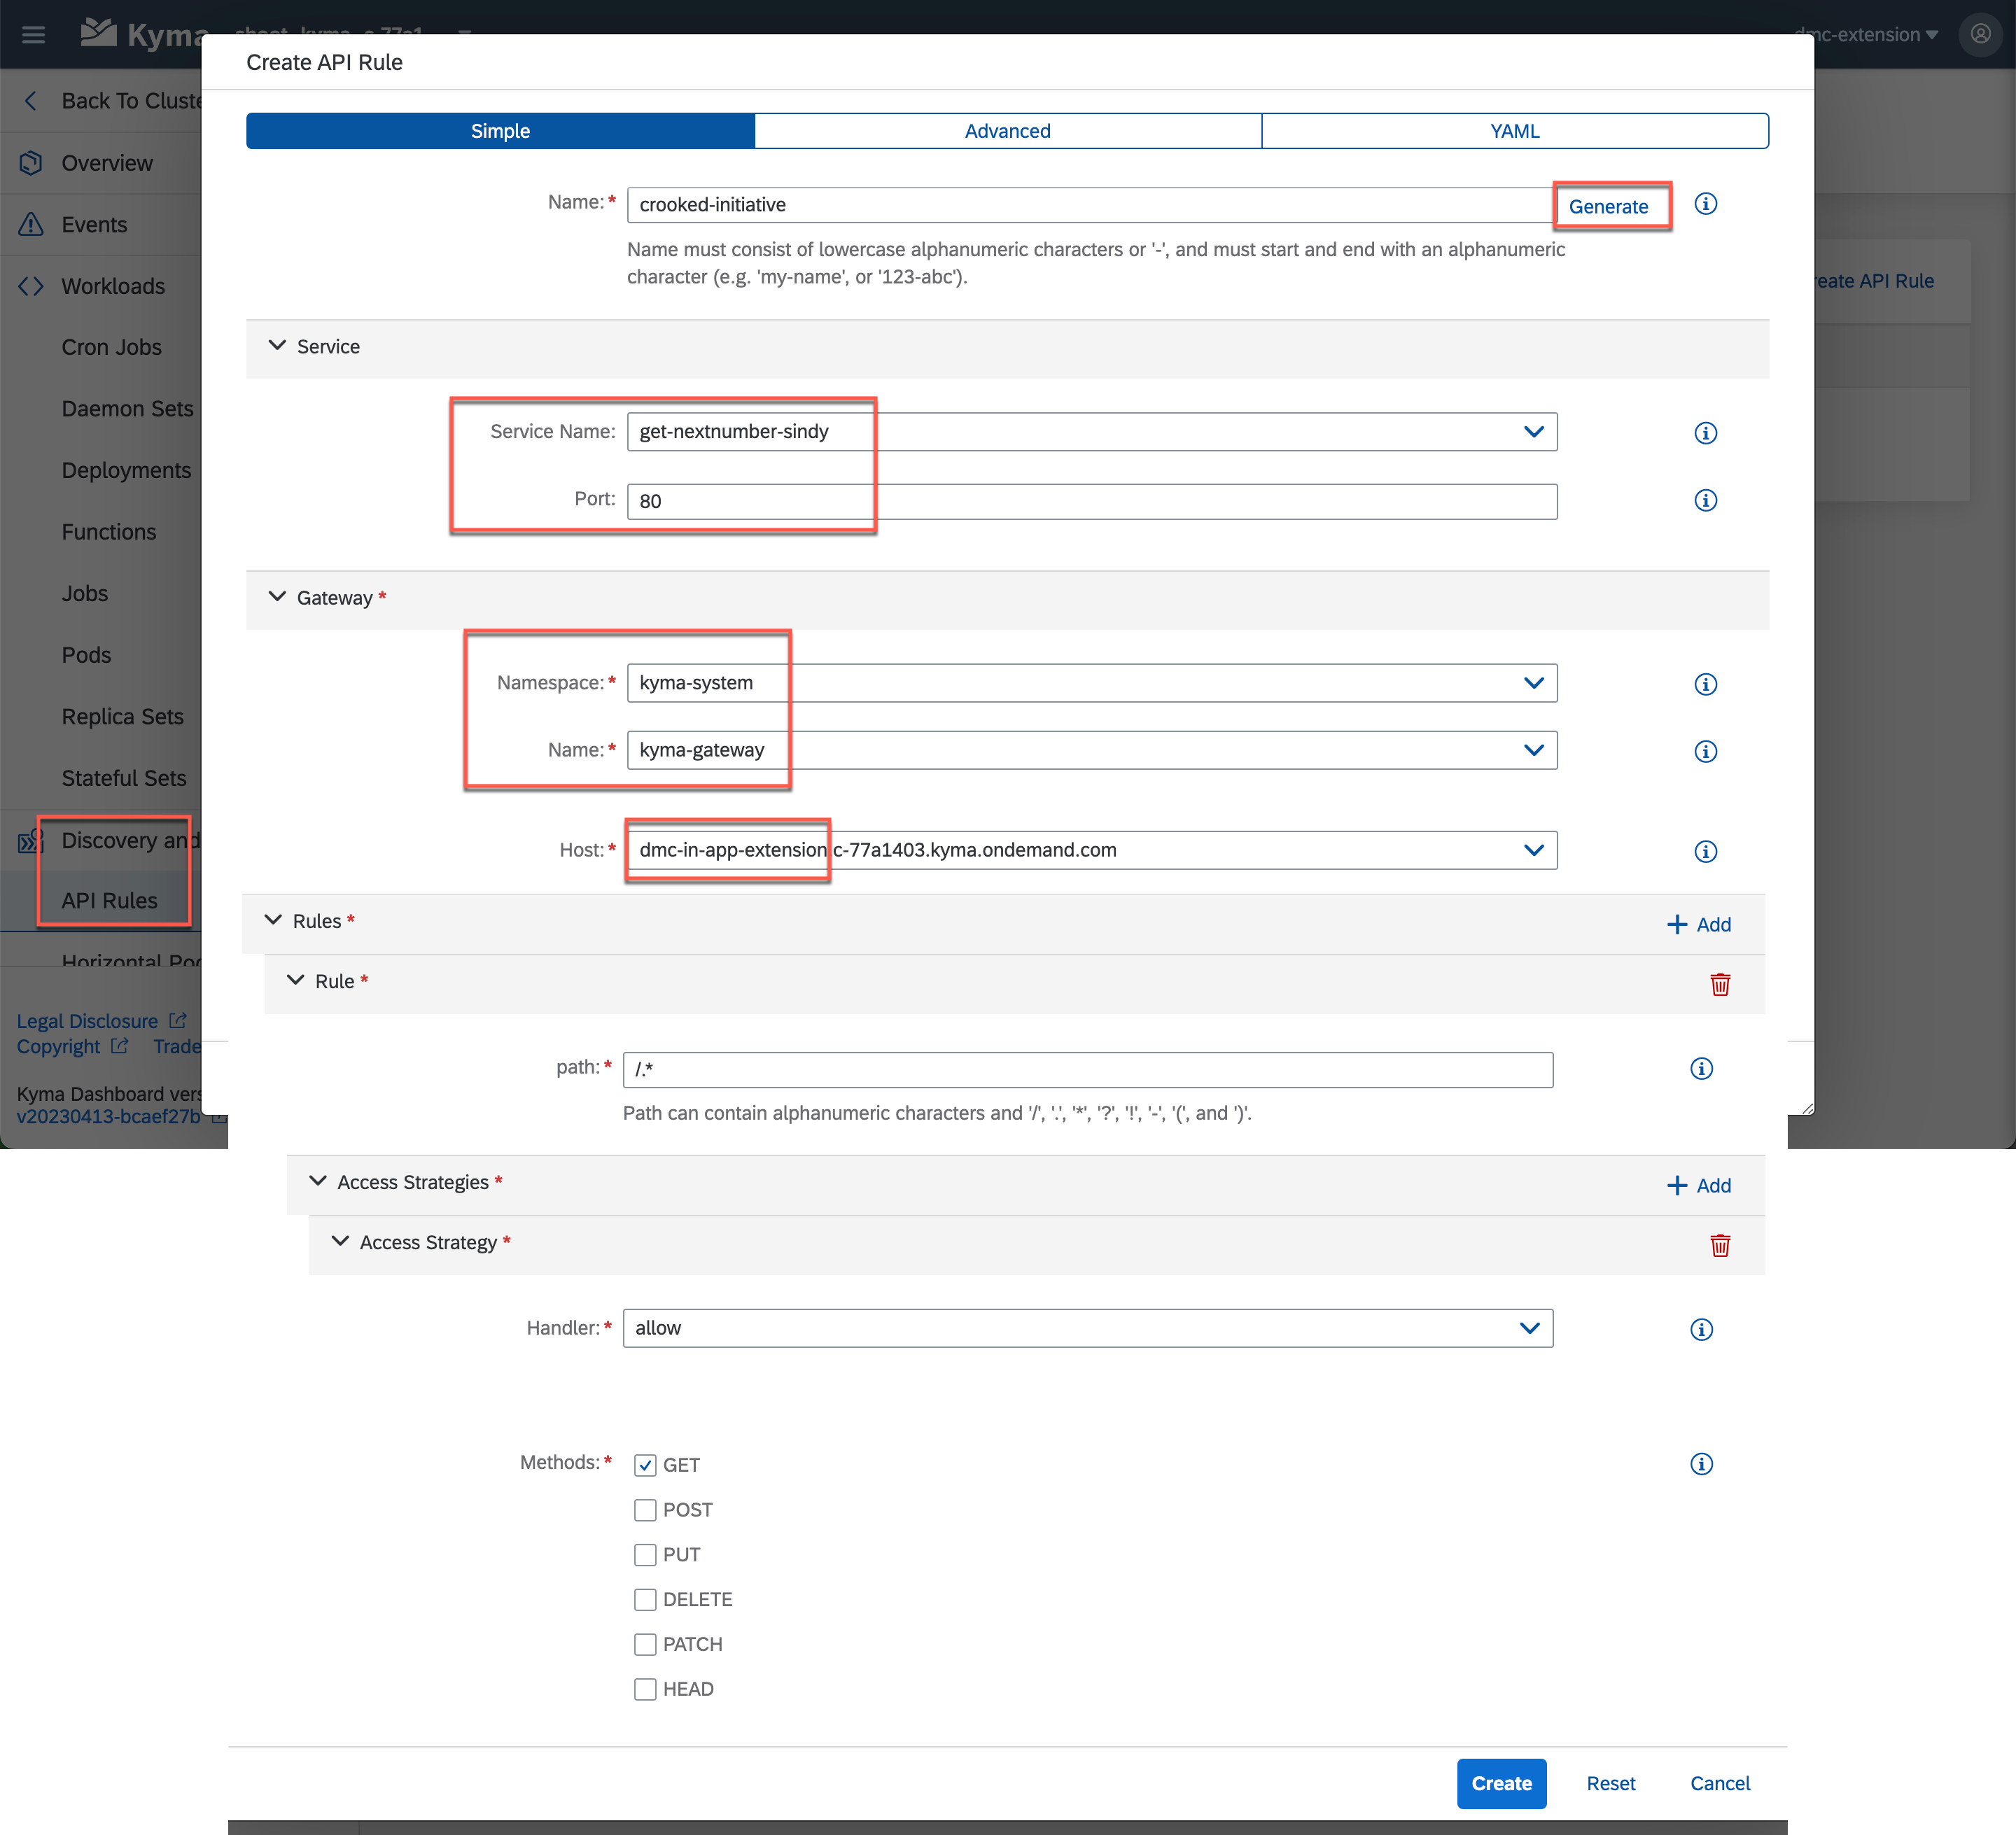 Kyma
dmc-extension
Create API Rule
Back To Cluste
Overview
Events
Workloads
Cron Jobs
Daemon Sets
Deployments
Functions
Jobs
Pods
Replica Sets
Stateful Sets
Discovery and
API Rules
Horizontal Po
Legal Disclosure
Copyright Trade
Kyma Dashboard vers
v20230413-bcaef27b
Simple Advanced YAML
Name:* crooked-initiative Generate
Name must consist of lowercase alphanumeric characters or '-', and must start and end with an alphanumeric
character (e.g. 'my-name', or '123-abc').
reate API Rule
Service
Service Name: get-nextnumber-sindy
Port: 80
Gateway *
Namespace:* kyma-system
Name:* kyma-gateway
Host:* dmc-in-app-extension c-77a1403.kyma.ondemand.com
Rules * + Add
Rule *
path:* /.*
Path can contain alphanumeric characters and '/', '.', '*', '?', '!', '-', '(', and ')'.
Access Strategies * + Add
Access Strategy *
Handler:* allow
Methods:* GET
POST
PUT
DELETE
PATCH
HEAD
Create Reset Cancel